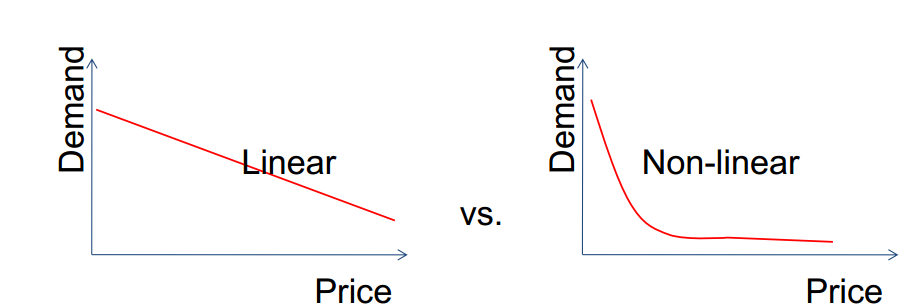 Demand
Linear
Price
vs.
Demand
Non-linear
Price